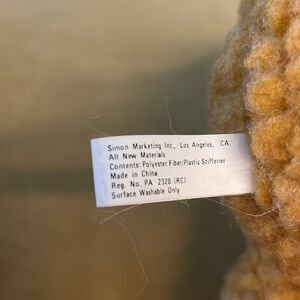 Simon Marketing Inc., Los Angeles, CA.
All New Materials
Contents: Polyester Fiber/Plastic Stiffener
Made in China
Reg. No. PA 2320 (RC)
Surface Washable Only